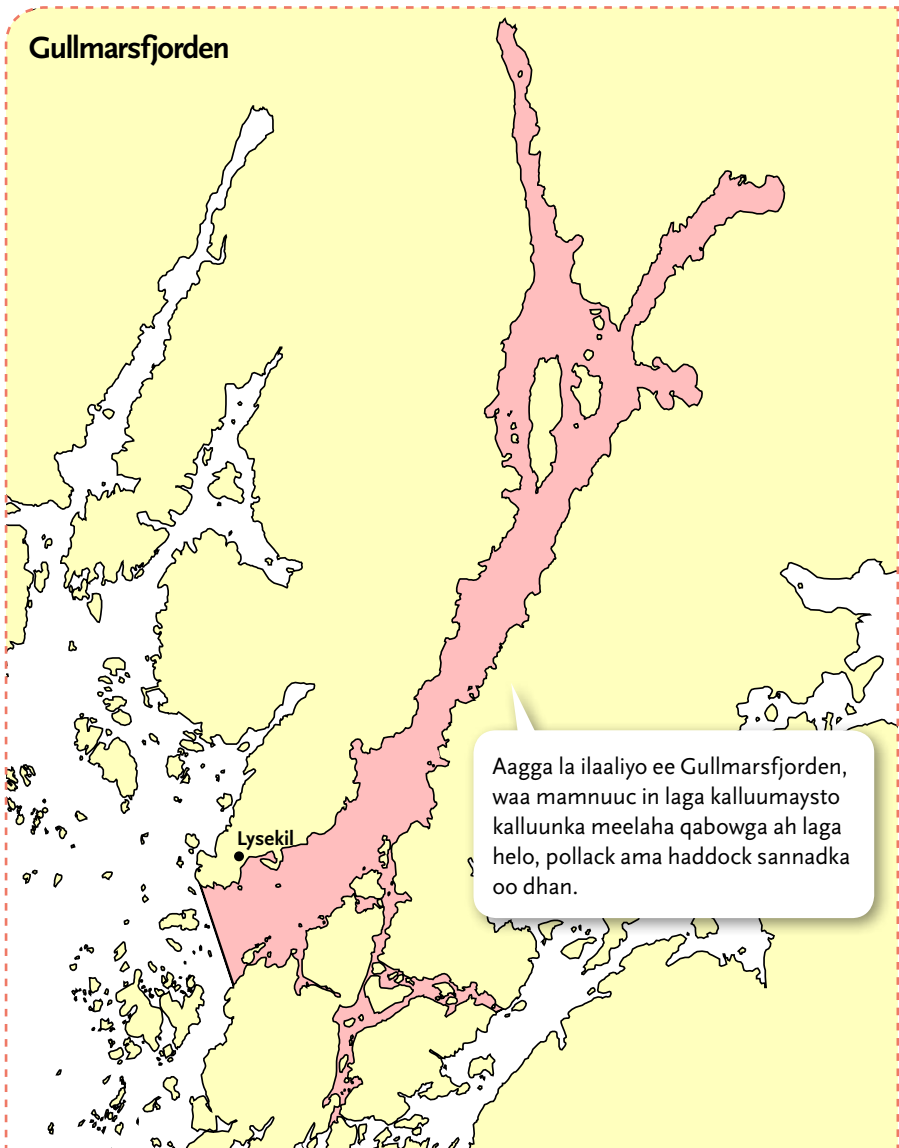 Gullmarsfjorden
Lysekil
Aagga la ilaaliyo ee Gullmarsfjorden,
waa mamnuuc in laga kalluumaysto
kalluunka meelaha qabowga ah laga
helo, pollack ama haddock sannadka
oo dhan.